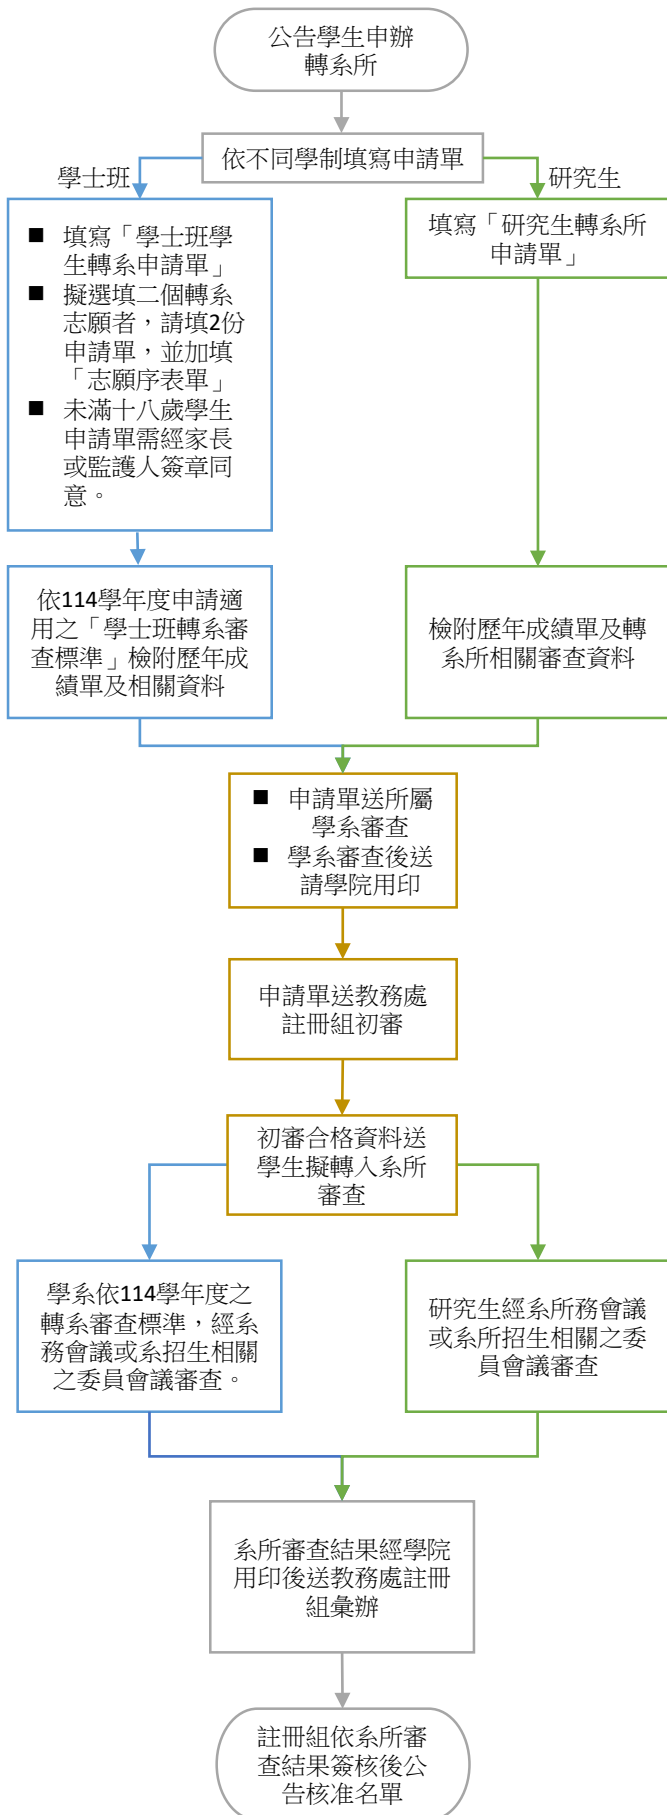 公告學生申辦
轉系所
依不同學制填寫申請單
學士班
研究生
■ 填寫「學士班學
生轉系申請單」
■ 擬選填二個轉系
志願者，請填2份
申請單，並加填
「志願序表單」
■ 未滿十八歲學生
申請單需經家長
或監護人簽章同
意。
填寫「研究生轉系所
申請單」
依114學年度申請適
用之「學士班轉系審
查標準」檢附歷年成
績單及相關資料
檢附歷年成績單及轉
系所相關審查資料
■ 申請單送所屬
學系審查
■ 學系審查後送
請學院用印
申請單送教務處
註冊組初審
初審合格資料送
學生擬轉入系所
審查
學系依114學年度之
轉系審查標準，經系
務會議或系招生相關
之委員會議審查。
研究生經系所務會議
或系所招生相關之委
員會議審查
系所審查結果經學院
用印後送教務處註冊
組彙辦
註冊組依系所審
查結果簽核後公
告核准名單